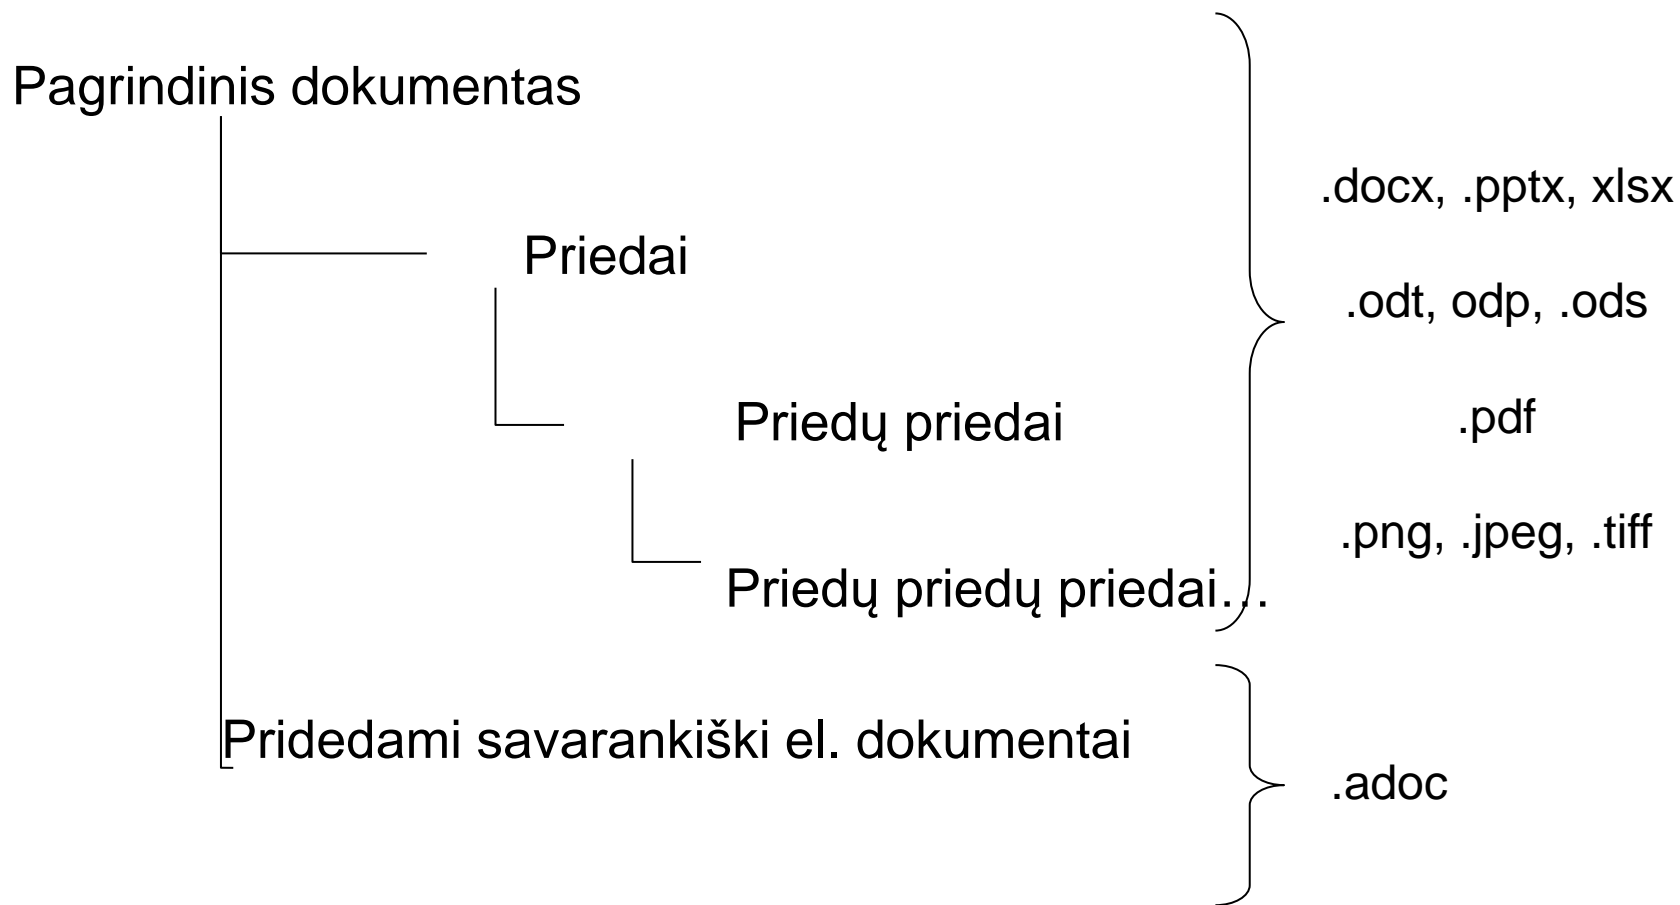 Pagrindinis dokumentas
Priedai
Priedų priedai
Priedų priedų priedai…
Pridedami savarankiški el. dokumentai
.docx, .pptx, xlsx
.odt, odp, .ods
.pdf
.png, .jpeg, .tiff
.adoc